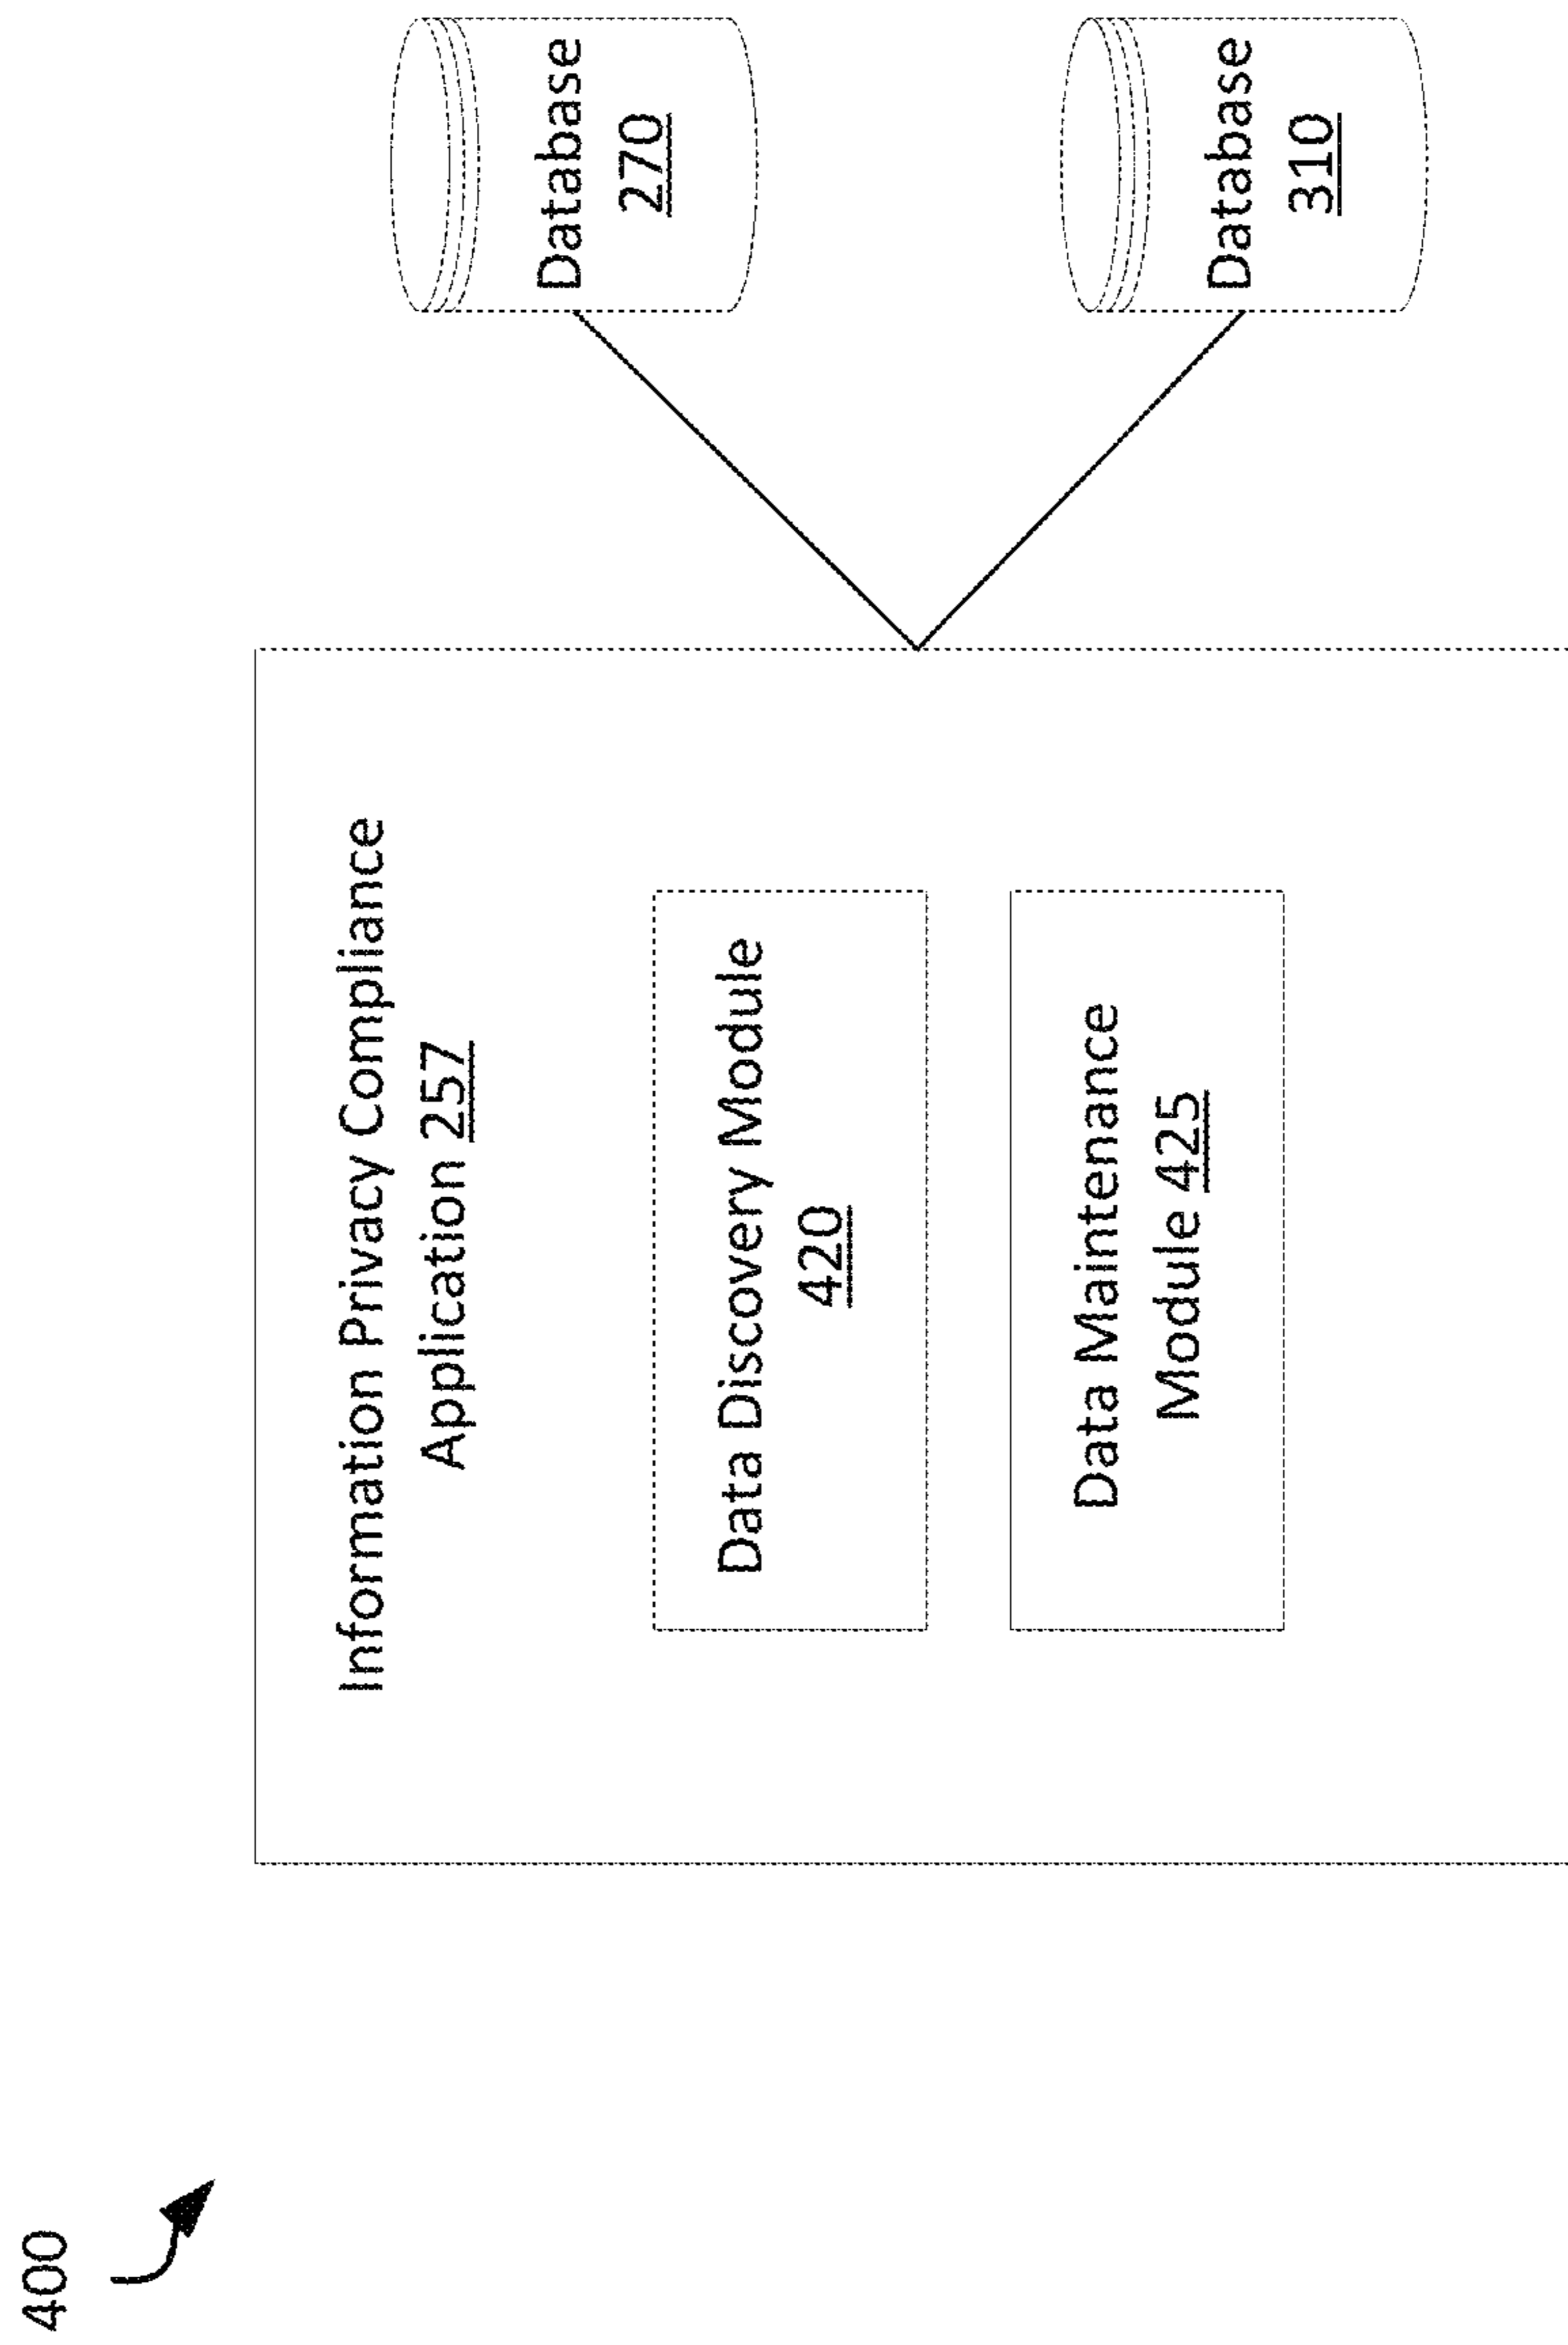 400
Information Privacy Compliance
Application 257
Data Discovery Module
420
Data Maintenance
Module 425
Database
270
Database
310